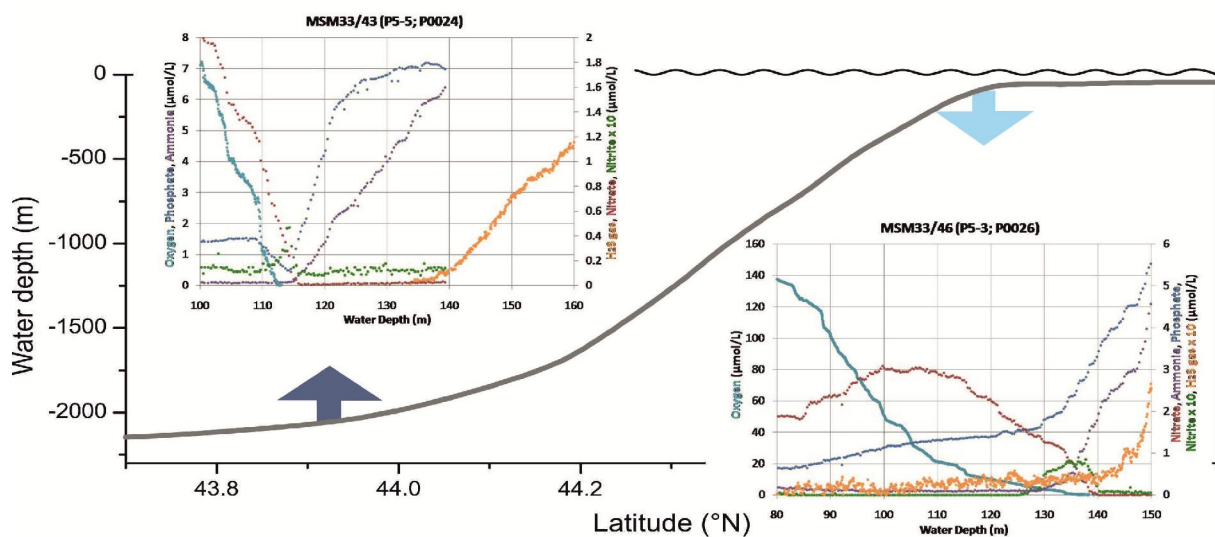 MSM33/43 (P5-5; P0024)
Oxygen, Phosphate, Ammonia (µmol/L)
8
7
6
5
4
3
2
1
0
2
1.8
1.6
1.4
1.2
1
0.8
0.6
0.4
0.2
0
H₂S gas, Nitrate, Nitrite x 10 (µmol/L)
100 110 120 130 140 150 160
Water Depth (m)
Water depth (m)
0
-500
-1000
-1500
-2000
43.8 44.0 44.2
Latitude (°N)
MSM33/46 (P5-3; P0026)
Oxygen (µmol/L)
160
140
120
100
80
60
40
20
0
6
5
4
3
2
1
0
Nitrate, Ammonia, Phosphate,
Nitrite x 10, H₂S gas x 10 (µmol/L)
80 90 100 110 120 130 140 150
Water Depth (m)